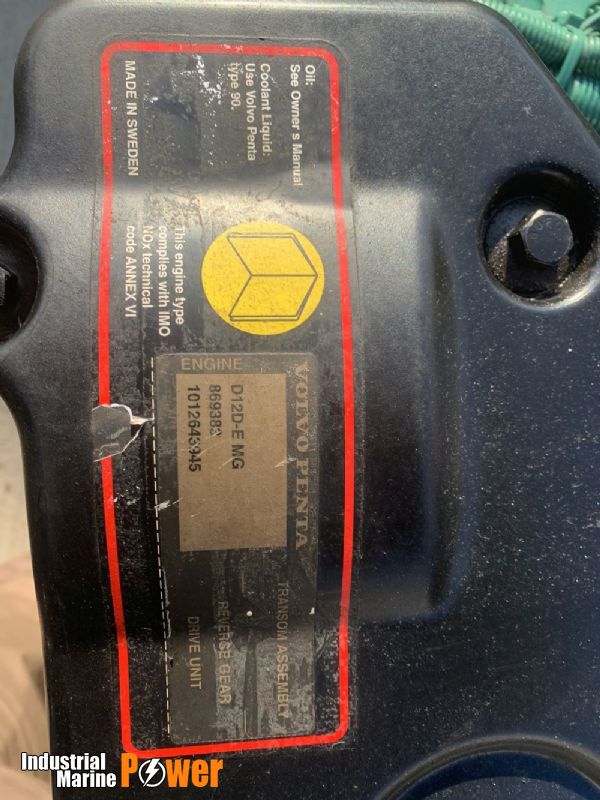 Oil:
See Owner's Manual
Coolant Liquid:
Use Volvo Penta
type 90.
MADE IN SWEDEN
This engine type
complies with IMO
NOx technical
code ANNEX VI
VOLVO PENTA
ENGINE
D12D-E MG
869383
1012643945
TRANSOM ASSEMBLY
REVERSE GEAR
DRIVE UNIT
Industrial
Marine
POWER